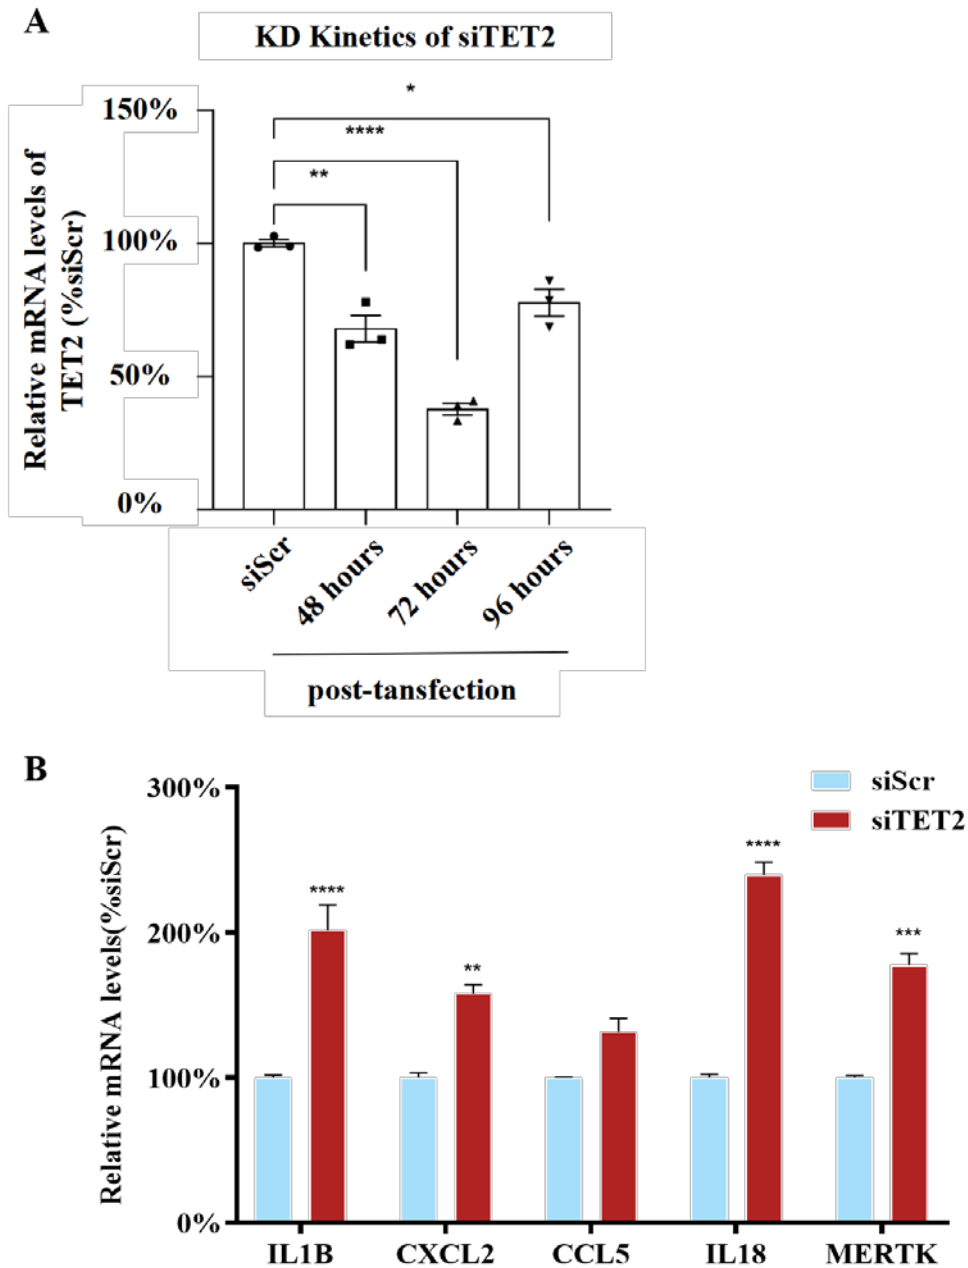 A
KD Kinetics of siTET2
*
****
**
150%
100%
50%
0%
Relative mRNA levels of
TET2 (%siScr)
siScr
48 hours
72 hours
96 hours
post-tansfection
B
siScr
siTET2
300%
200%
100%
0%
Relative mRNA levels(%siScr)
****
**
****
***
IL1B
CXCL2
CCL5
IL18
MERTK